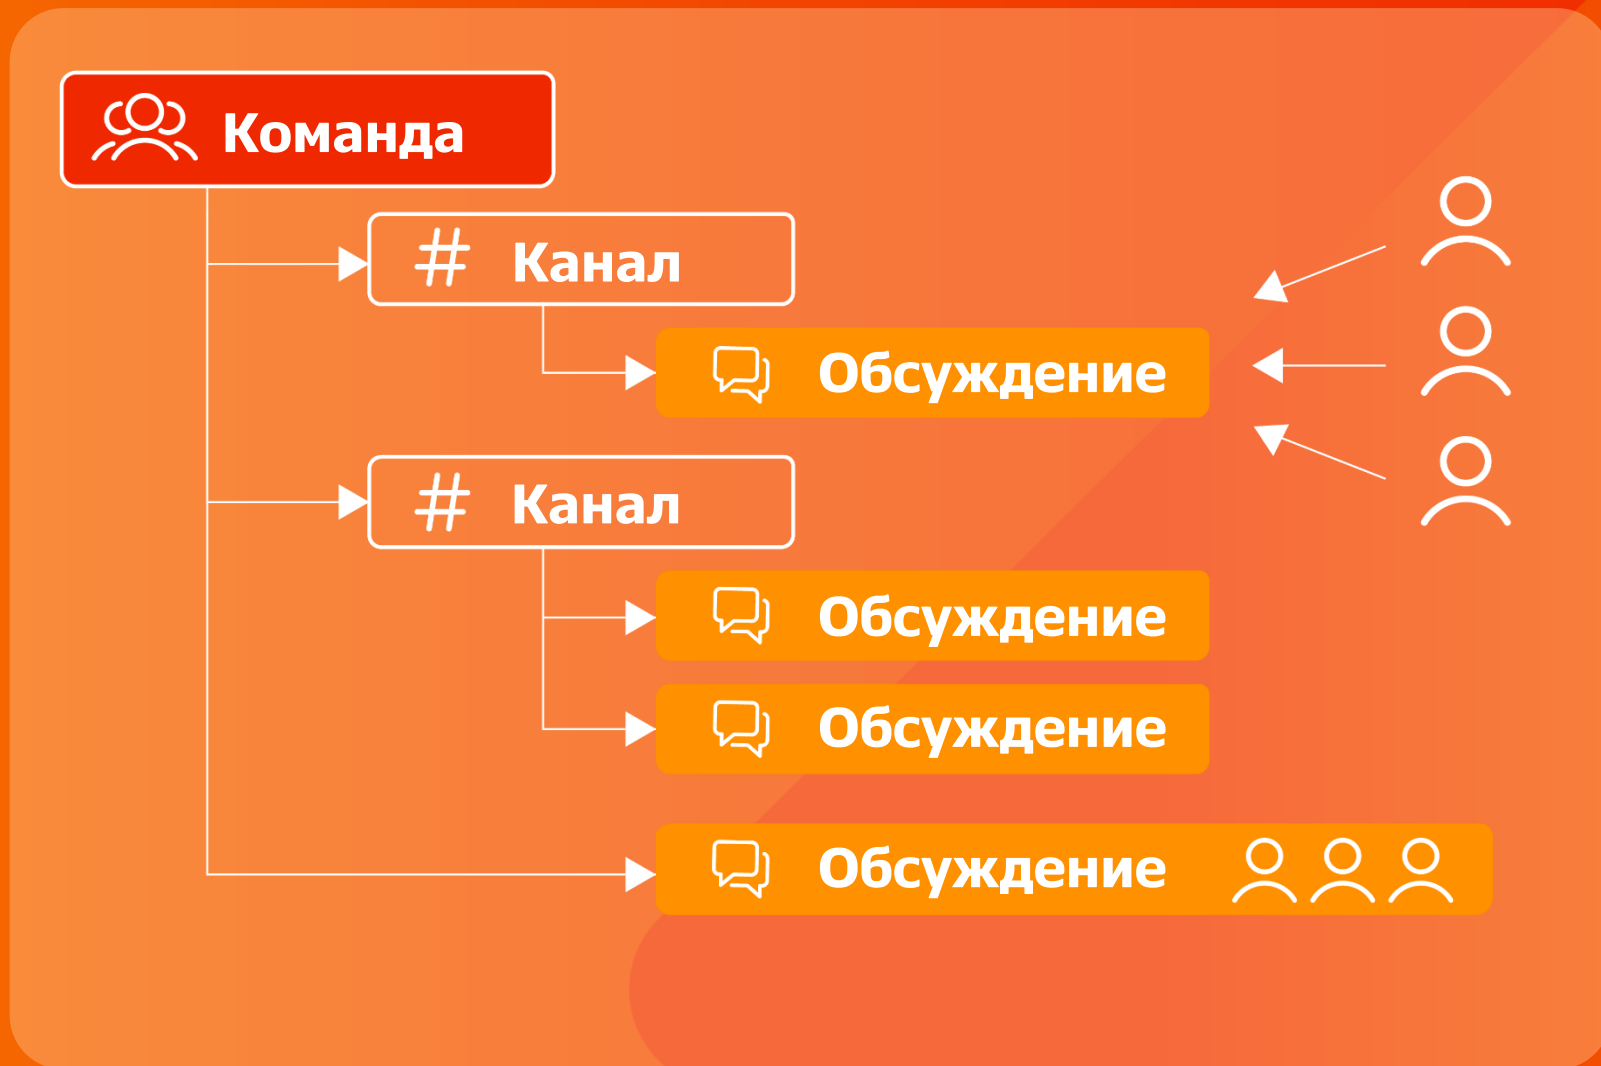 Команда
# Канал
Обсуждение
# Канал
Обсуждение
Обсуждение
Обсуждение